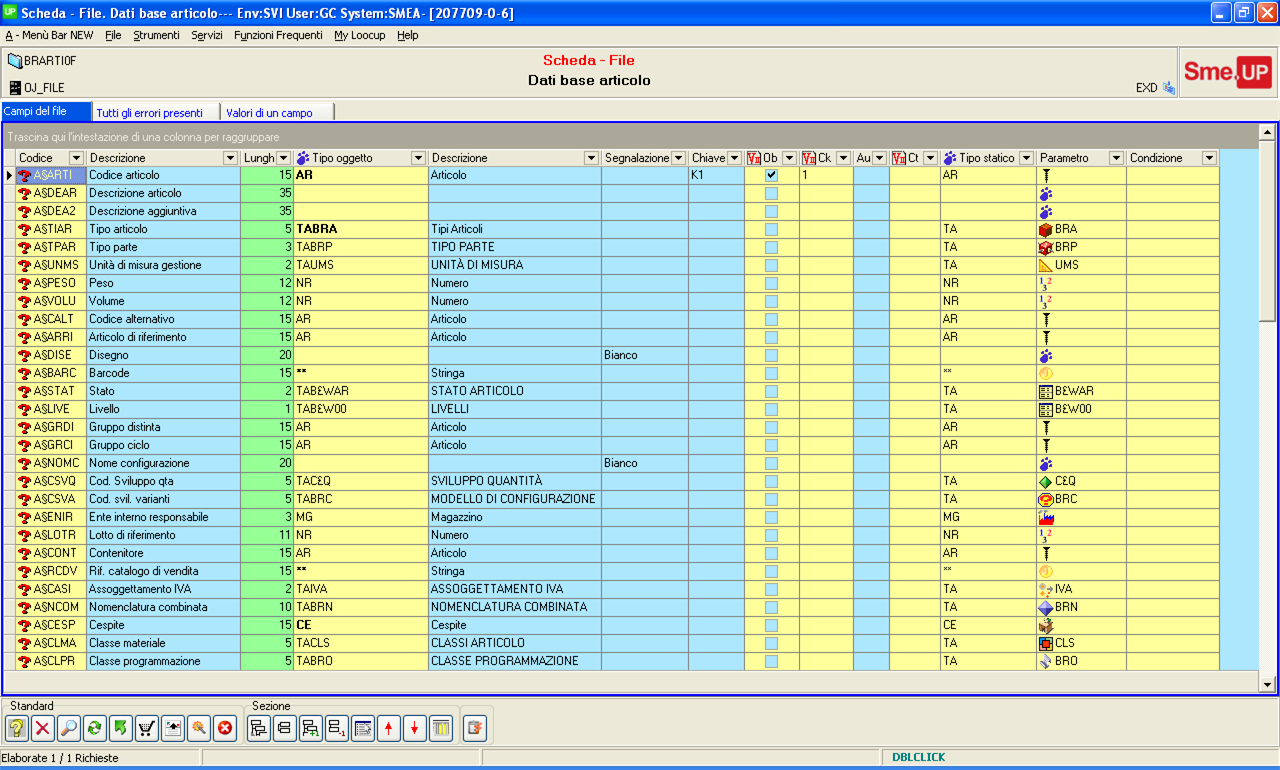 UP Scheda - File. Dati base articolo--- Env:SVI User:GC System:SMEA- [207709-0-6]
A - Menù Bar NEW File Strumenti Servizi Funzioni Frequenti My Loocup Help
BRARTI0F
Scheda - File
Dati base articolo
OJ_FILE
EXD
Sme.UP
Campi del file Tutti gli errori presenti Valori di un campo
Trascina qui l'intestazione di una colonna per raggruppare
Codice Descrizione Lungh Tipo oggetto Descrizione Segnalazione Chiave Ob Ck Au Ct Tipo statico Parametro Condizione
A§ARTI Codice articolo 15 AR Articolo K1 1 AR
A§DEAR Descrizione articolo 35
A§DEA2 Descrizione aggiuntiva 35
A§TIAR Tipo articolo 5 TABRA Tipi Articoli TA BRA
A§TPAR Tipo parte 3 TABRP TIPO PARTE TA BRP
A§UNMS Unità di misura gestione 2 TAUMS UNITÀ DI MISURA TA UMS
A§PESO Peso 12 NR Numero NR
A§VOLU Volume 12 NR Numero NR
A§CALT Codice alternativo 15 AR Articolo AR
A§ARRI Articolo di riferimento 15 AR Articolo AR
A§DISE Disegno 20 Bianco
A§BARC Barcode 15 ** Stringa **
A§STAT Stato 2 TAB£WAR STATO ARTICOLO TA B£WAR
A§LIVE Livello 1 TAB£W00 LIVELLI TA B£W00
A§GRDI Gruppo distinta 15 AR Articolo AR
A§GRCI Gruppo ciclo 15 AR Articolo AR
A§NOMC Nome configurazione 20 Bianco
A§CSVQ Cod. Sviluppo qta 5 TAC£Q SVILUPPO QUANTITÀ TA C£Q
A§CSVA Cod. svil. varianti 5 TABRC MODELLO DI CONFIGURAZIONE TA BRC
A§ENIR Ente interno responsabile 3 MG Magazzino MG
A§LOTR Lotto di riferimento 11 NR Numero NR
A§CONT Contenitore 15 AR Articolo AR
A§RCDV Rif. catalogo di vendita 15 ** Stringa **
A§CASI Assoggettamento IVA 2 TAIVA ASSOGGETTAMENTO IVA TA IVA
A§NCOM Nomenclatura combinata 10 TABRN NOMENCLATURA COMBINATA TA BRN
A§CESP Cespite 15 CE Cespite CE
A§CLMA Classe materiale 5 TACLS CLASSI ARTICOLO TA CLS
A§CLPR Classe programmazione 5 TABRO CLASSE PROGRAMMAZIONE TA BRO
Standard Sezione
Elaborate 1 / 1 Richieste DBLCLICK